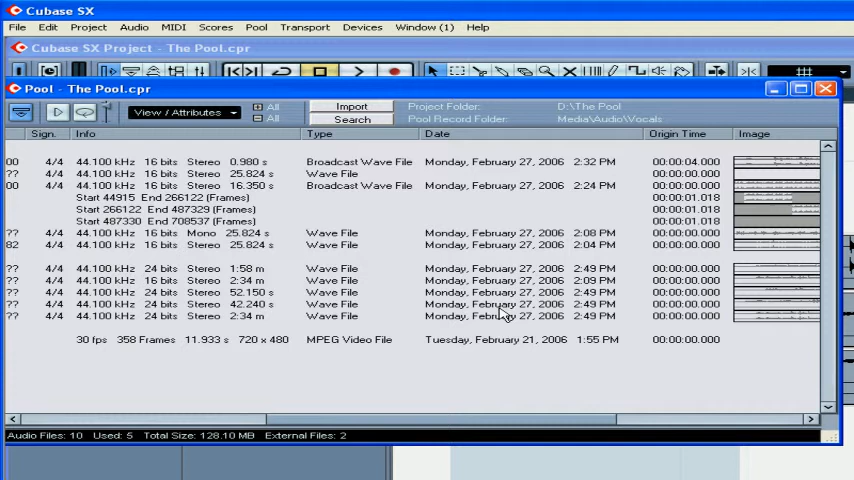 Cubase SX
File Edit Project Audio MIDI Scores Pool Transport Devices Window (1) Help
Cubase SX Project - The Pool.cpr
Pool - The Pool.cpr
View / Attributes All All Import Search Project Folder: D:\The Pool
Pool Record Folder: Media\Audio\Vocals
Sign. Info Type Date Origin Time Image
00 4/4 44.100 kHz 16 bits Stereo 0.980 s Broadcast Wave File Monday, February 27, 2006 2:32 PM 00:00:04.000
?? 4/4 44.100 kHz 16 bits Stereo 25.824 s Wave File 00:00:00.000
00 4/4 44.100 kHz 16 bits Stereo 16.350 s Broadcast Wave File Monday, February 27, 2006 2:24 PM 00:00:00.000
Start 44915 End 266122 (Frames) 00:00:01.018
Start 266122 End 487329 (Frames) 00:00:01.018
Start 487330 End 708537 (Frames) 00:00:01.018
?? 4/4 44.100 kHz 16 bits Mono 25.824 s Wave File Monday, February 27, 2006 2:08 PM 00:00:00.000
82 4/4 44.100 kHz 16 bits Stereo 25.824 s Wave File Monday, February 27, 2006 2:04 PM 00:00:00.000
?? 4/4 44.100 kHz 24 bits Stereo 1:58 m Wave File Monday, February 27, 2006 2:49 PM 00:00:00.000
?? 4/4 44.100 kHz 24 bits Stereo 2:34 m Wave File Monday, February 27, 2006 2:09 PM 00:00:00.000
?? 4/4 44.100 kHz 24 bits Stereo 52.150 s Wave File Monday, February 27, 2006 2:49 PM 00:00:00.000
?? 4/4 44.100 kHz 24 bits Stereo 42.240 s Wave File Monday, February 27, 2006 2:49 PM 00:00:00.000
?? 4/4 44.100 kHz 24 bits Stereo 2:34 m Wave File Monday, February 27, 2006 2:49 PM 00:00:00.000
30 fps 358 Frames 11.933 s 720 x 480 MPEG Video File Tuesday, February 21, 2006 1:55 PM 00:00:00.000
Audio Files: 10 Used: 5 Total Size: 128.10 MB External Files: 2